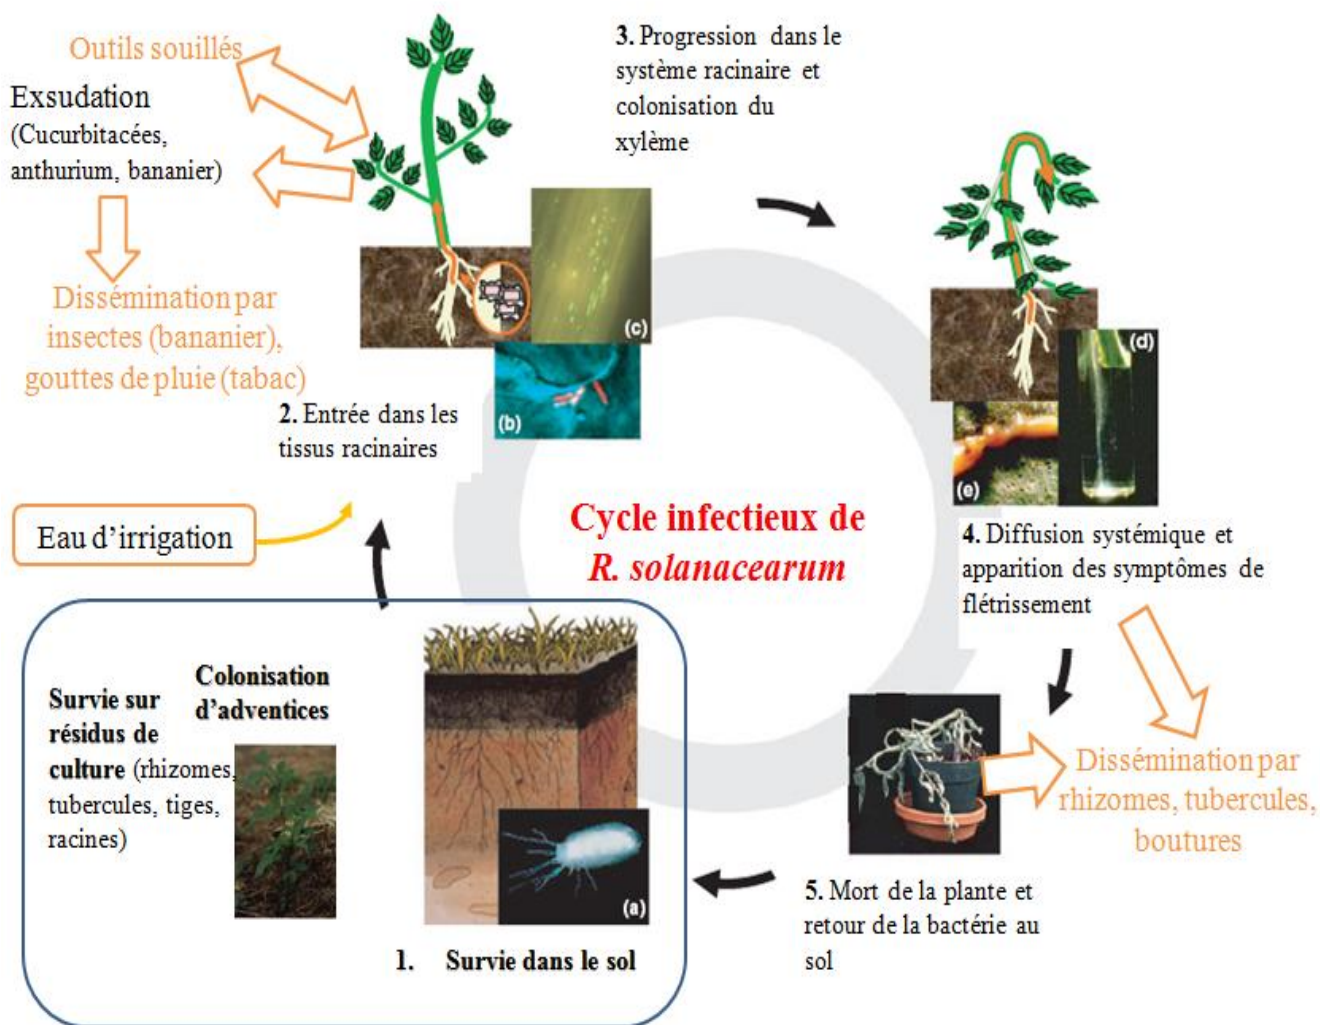 Outils souillés
Exsudation
(Cucurbitacées,
anthurium, bananier)
Dissémination par
insectes (bananier),
gouttes de pluie (tabac)
3. Progression dans le
système racinaire et
colonisation du
xylème
(c)
(b)
2. Entrée dans les
tissus racinaires
(d)
(e)
Eau d’irrigation
Cycle infectieux de
R. solanacearum
4. Diffusion systémique et
apparition des symptômes de
flétrissement
Survie sur
résidus de
culture (rhizomes,
tubercules, tiges,
racines)
Colonisation
d’adventices
(a)
1. Survie dans le sol
Dissémination par
rhizomes, tubercules,
boutures
5. Mort de la plante et
retour de la bactérie au
sol